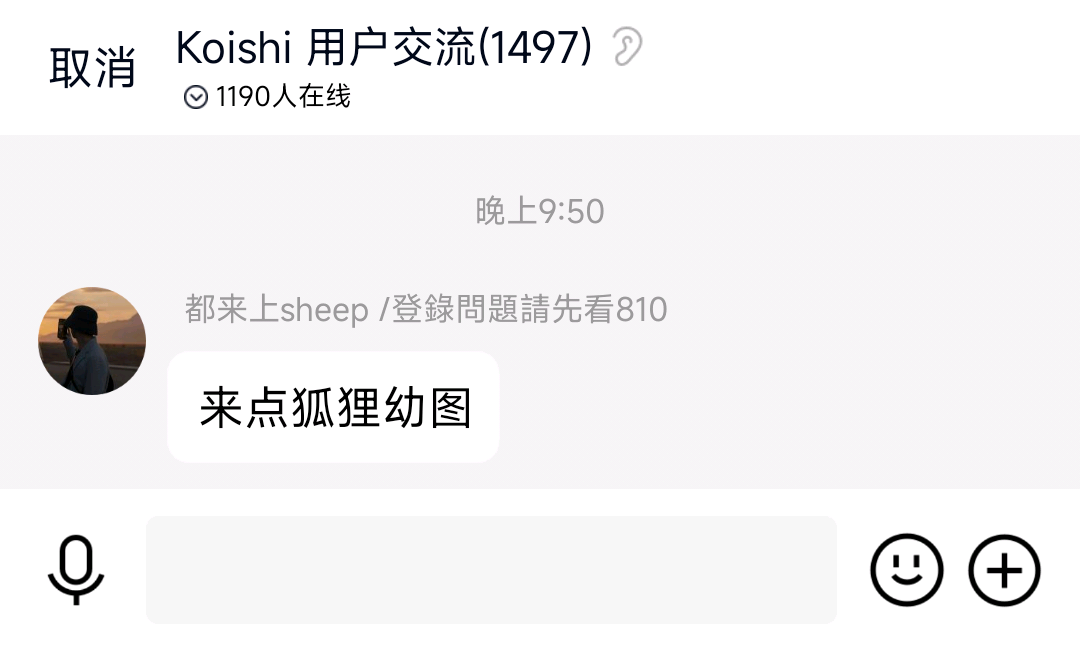 取消
Koishi 用户交流(1497)
1190人在线
晚上9:50
都来上sheep /登錄問題請先看810
来点狐狸幼图